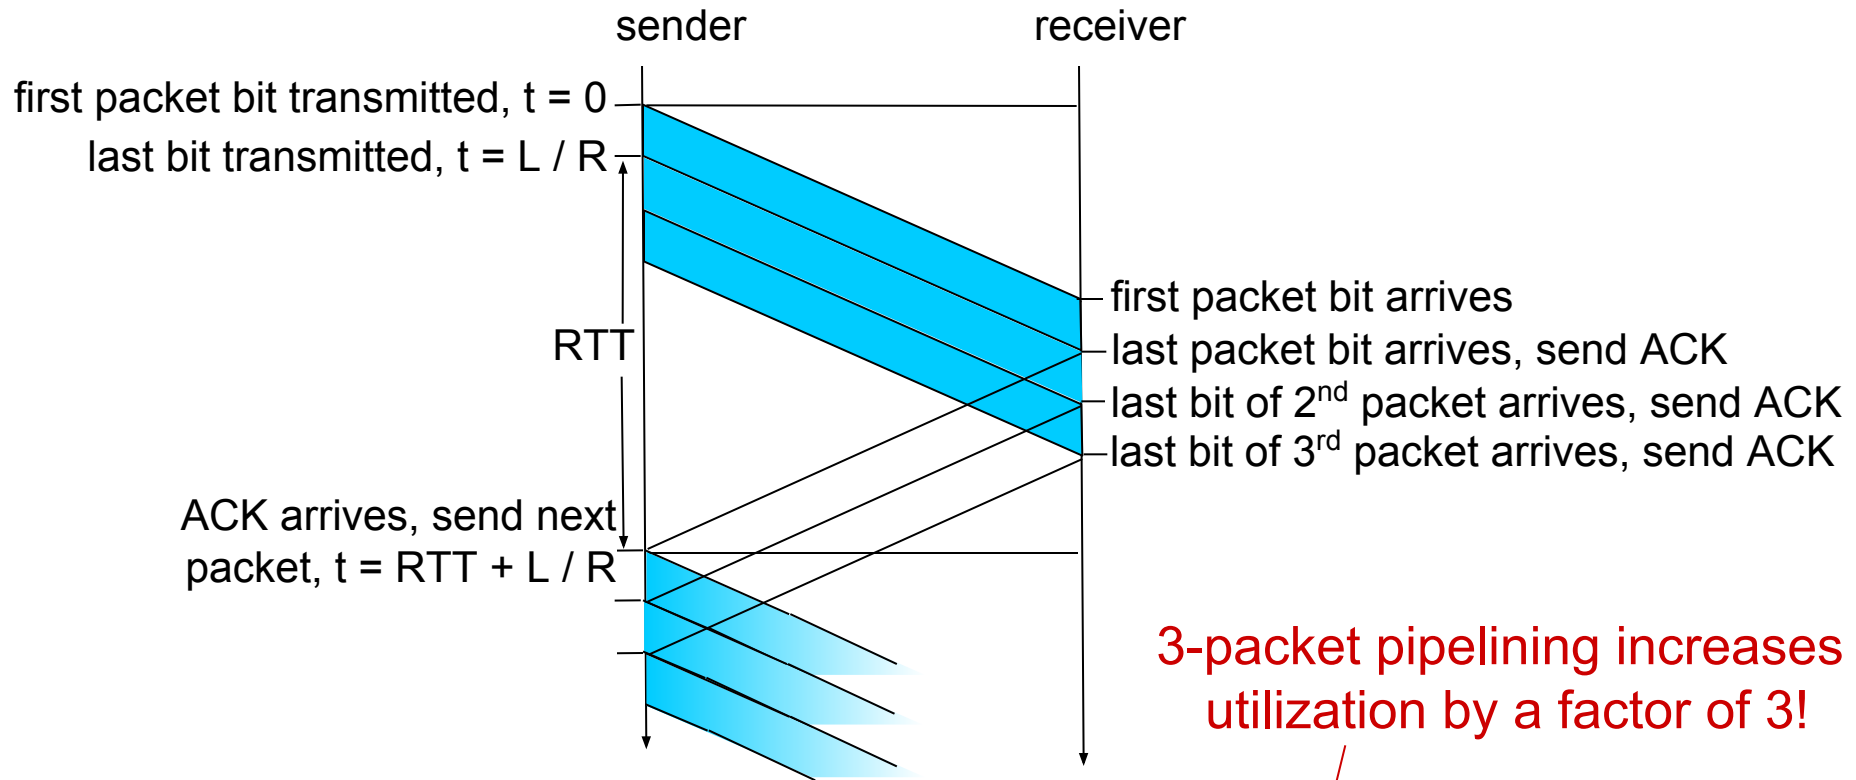 sender
receiver
first packet bit transmitted, t = 0
last bit transmitted, t = L / R
RTT
first packet bit arrives
last packet bit arrives, send ACK
last bit of 2nd packet arrives, send ACK
last bit of 3rd packet arrives, send ACK
ACK arrives, send next
packet, t = RTT + L / R
3-packet pipelining increases
utilization by a factor of 3!